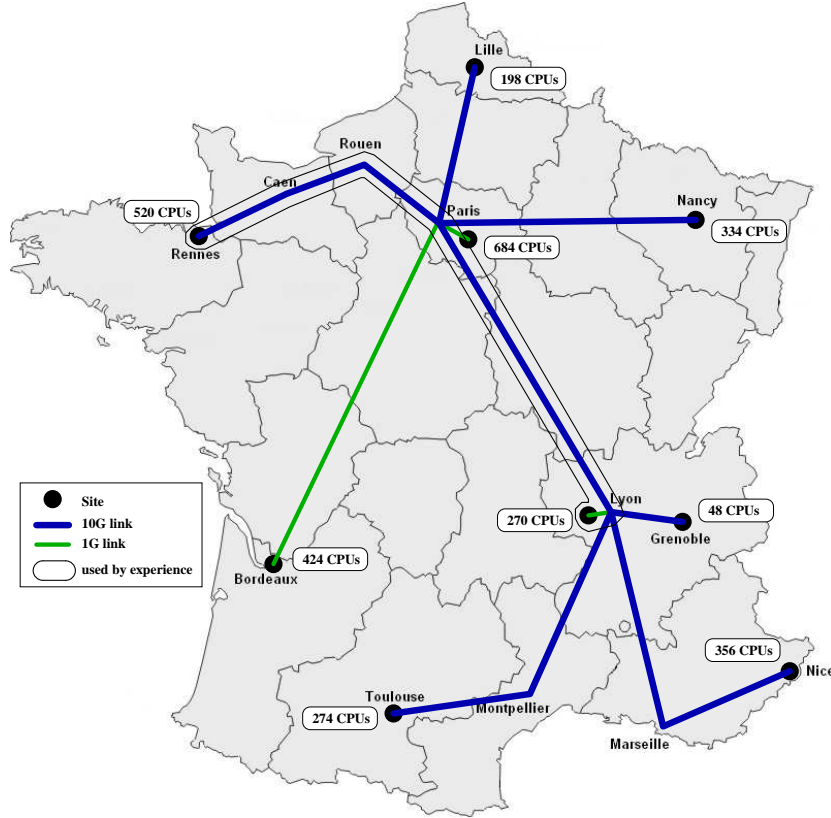 Lille
198 CPUs
Rouen
Caen
Nancy
520 CPUs
Paris
334 CPUs
Rennes
684 CPUs
Lyon
270 CPUs
48 CPUs
Grenoble
Site
10G link
1G link
used by experience
424 CPUs
Bordeaux
356 CPUs
Nice
Toulouse
Montpellier
274 CPUs
Marseille